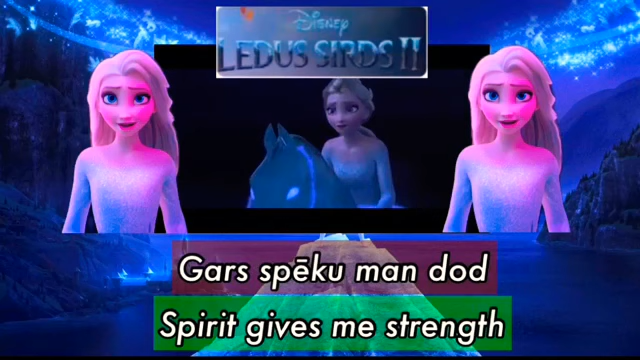 Disney
LEDUS SIRDS II
Gars spēku man dod
Spirit gives me strength